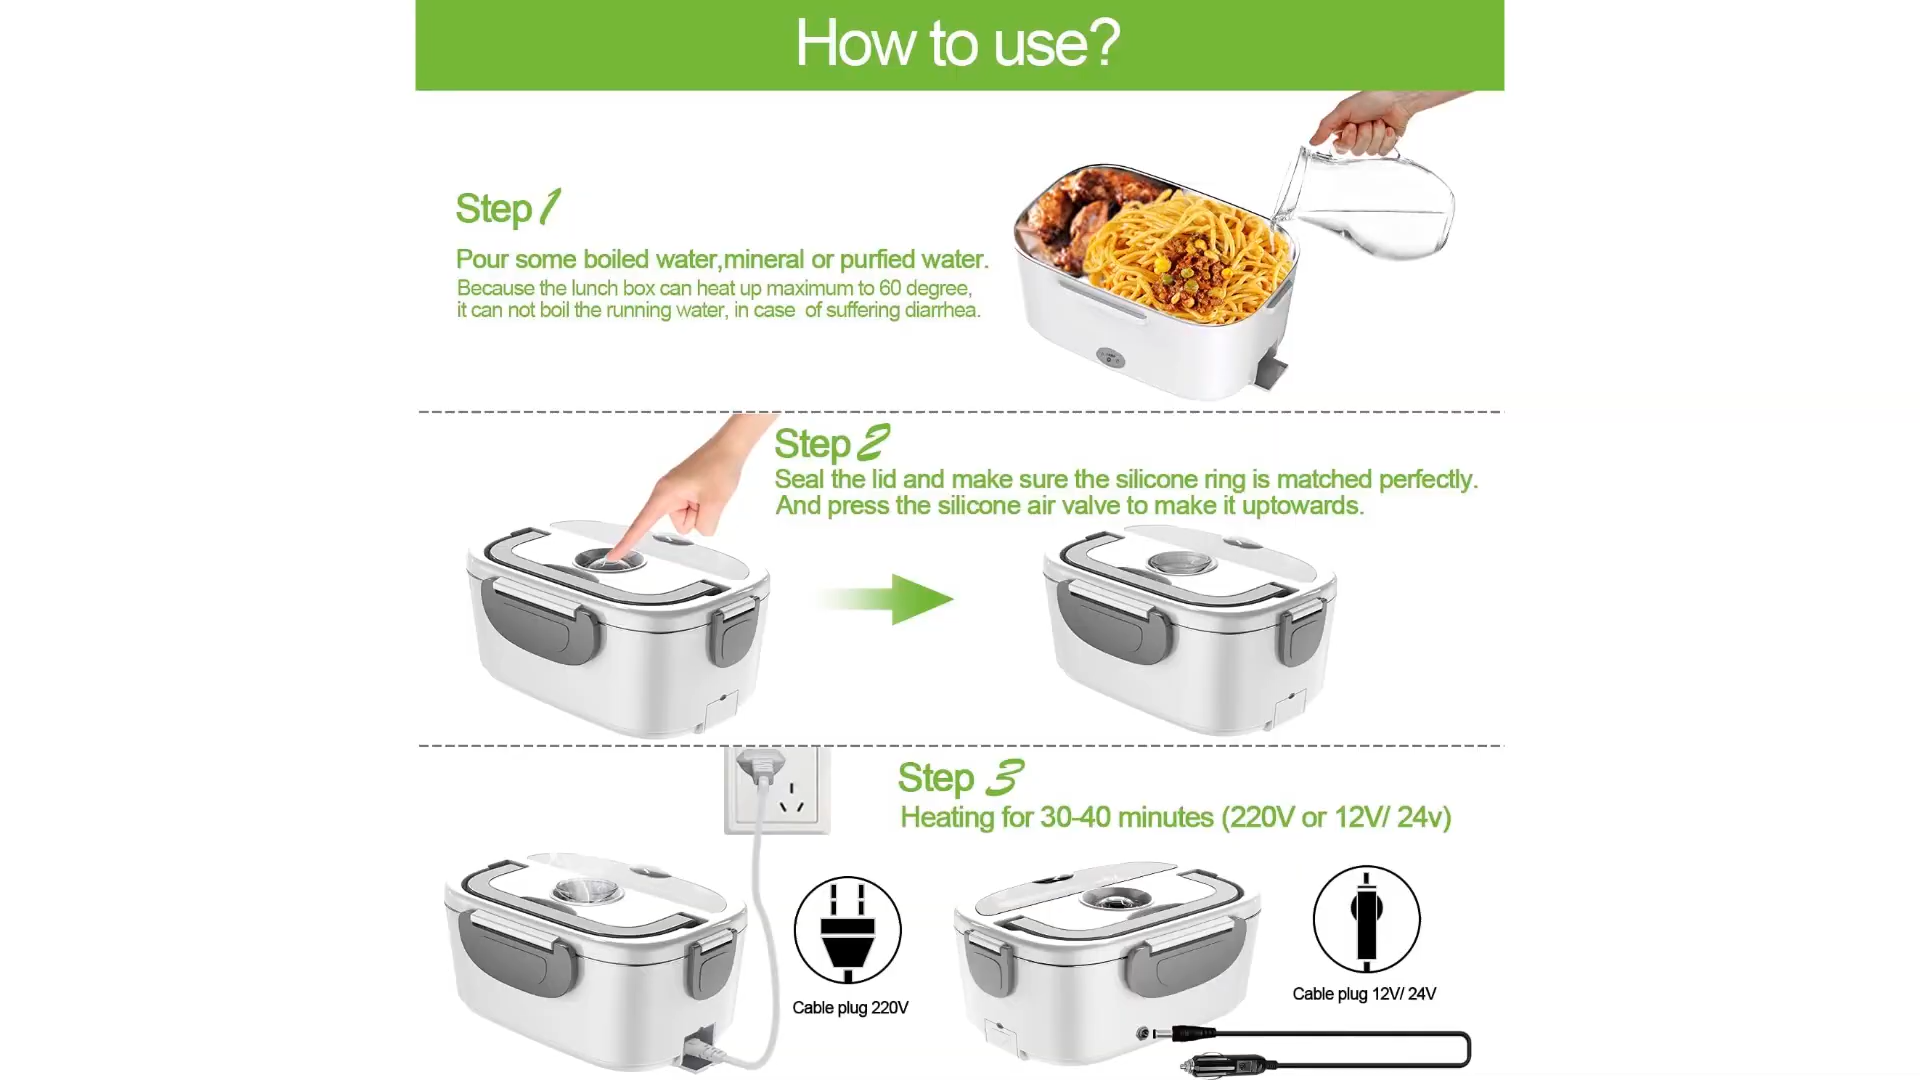 How to use?
Step 1
Pour some boiled water,mineral or purfied water.
Because the lunch box can heat up maximum to 60 degree,
it can not boil the running water, in case of suffering diarrhea.
Step 2
Seal the lid and make sure the silicone ring is matched perfectly.
And press the silicone air valve to make it uptowards.
Step 3
Heating for 30-40 minutes (220V or 12V/ 24v)
Cable plug 220V
Cable plug 12V/ 24V